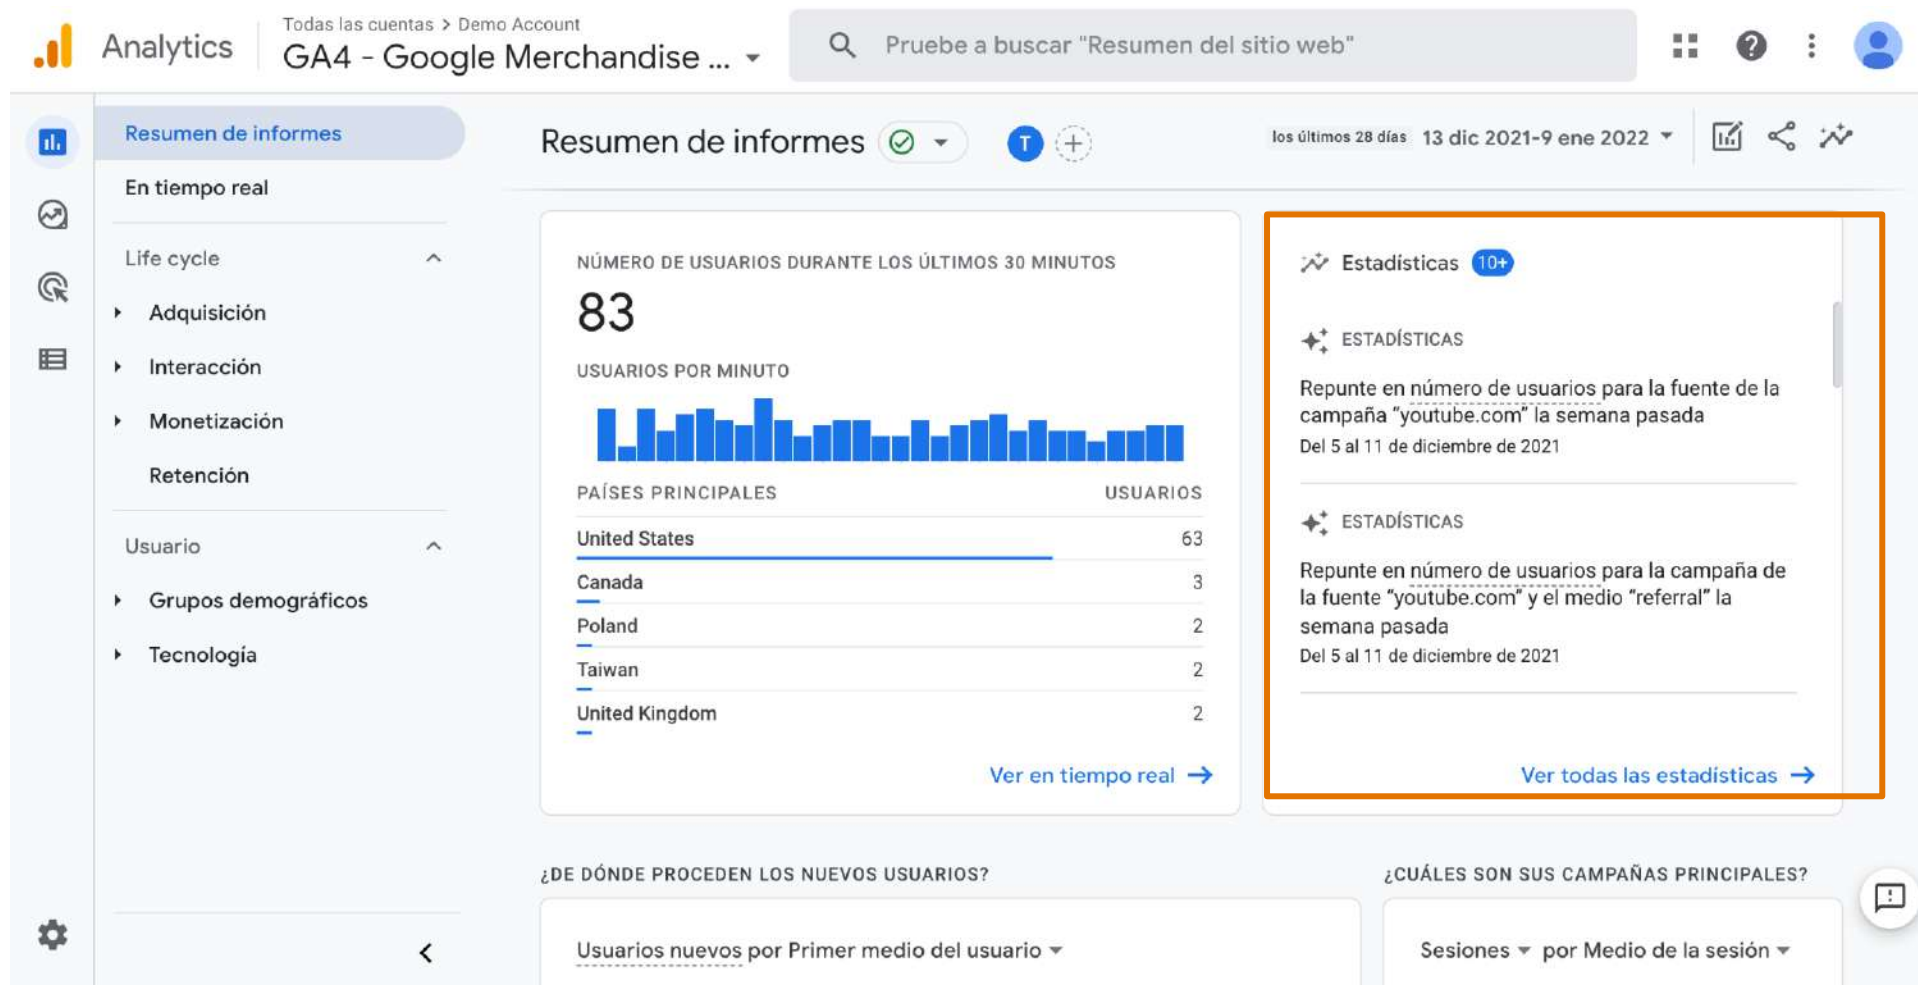 Analytics
Todas las cuentas > Demo Account
GA4 - Google Merchandise ...
Pruebe a buscar "Resumen del sitio web"
Resumen de informes
En tiempo real
Life cycle
Adquisición
Interacción
Monetización
Retención
Usuario
Grupos demográficos
Tecnología
Resumen de informes
T
los últimos 28 días 13 dic 2021-9 ene 2022
NÚMERO DE USUARIOS DURANTE LOS ÚLTIMOS 30 MINUTOS
83
USUARIOS POR MINUTO
PAÍSES PRINCIPALES USUARIOS
United States 63
Canada 3
Poland 2
Taiwan 2
United Kingdom 2
Ver en tiempo real →
Estadísticas 10+
ESTADÍSTICAS
Repunte en número de usuarios para la fuente de la
campaña "youtube.com" la semana pasada
Del 5 al 11 de diciembre de 2021
ESTADÍSTICAS
Repunte en número de usuarios para la campaña de
la fuente "youtube.com" y el medio "referral" la
semana pasada
Del 5 al 11 de diciembre de 2021
Ver todas las estadísticas →
¿DE DÓNDE PROCEDEN LOS NUEVOS USUARIOS?
Usuarios nuevos por Primer medio del usuario
¿CUÁLES SON SUS CAMPAÑAS PRINCIPALES?
Sesiones por Medio de la sesión